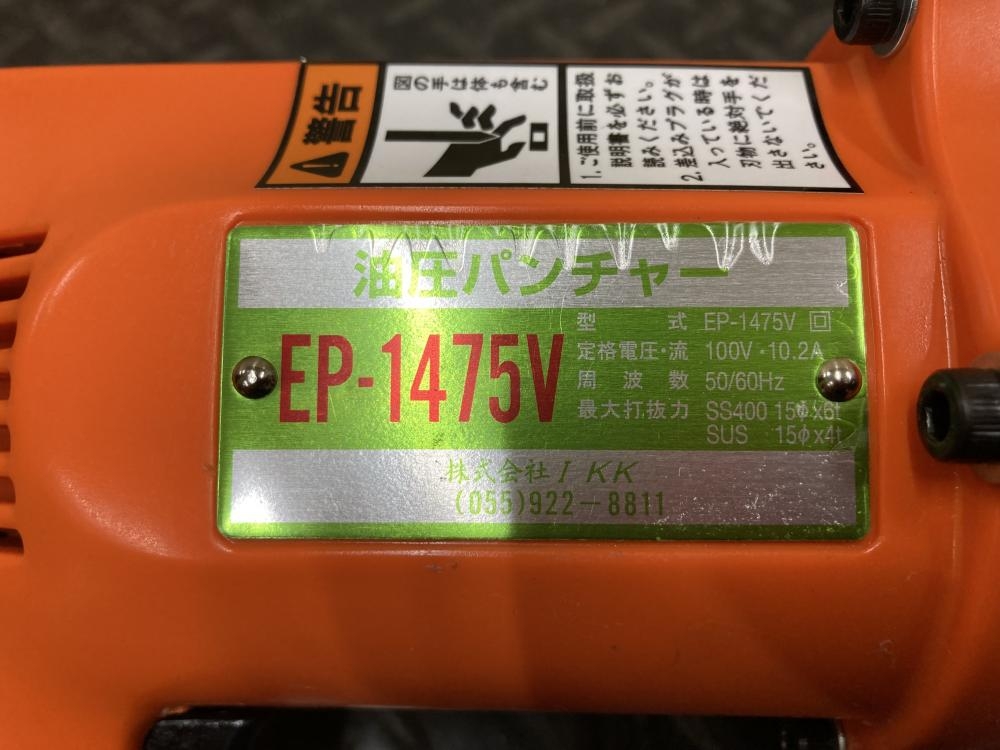 警告
図の手は体も含む
1.ご使用前に取扱
説明書を必ずお
読みください。
2.差込みプラグが
入っている時は
刃物に絶対手を
出さないでくだ
さい。
油圧パンチャー
EP-1475V
型 式 EP-1475V 回
定格電圧・流 100V・10.2A
周波数 50/60Hz
最大打抜力 SS400 15φx6t
SUS 15φx4t
株式会社 IKK
(055)922-8811